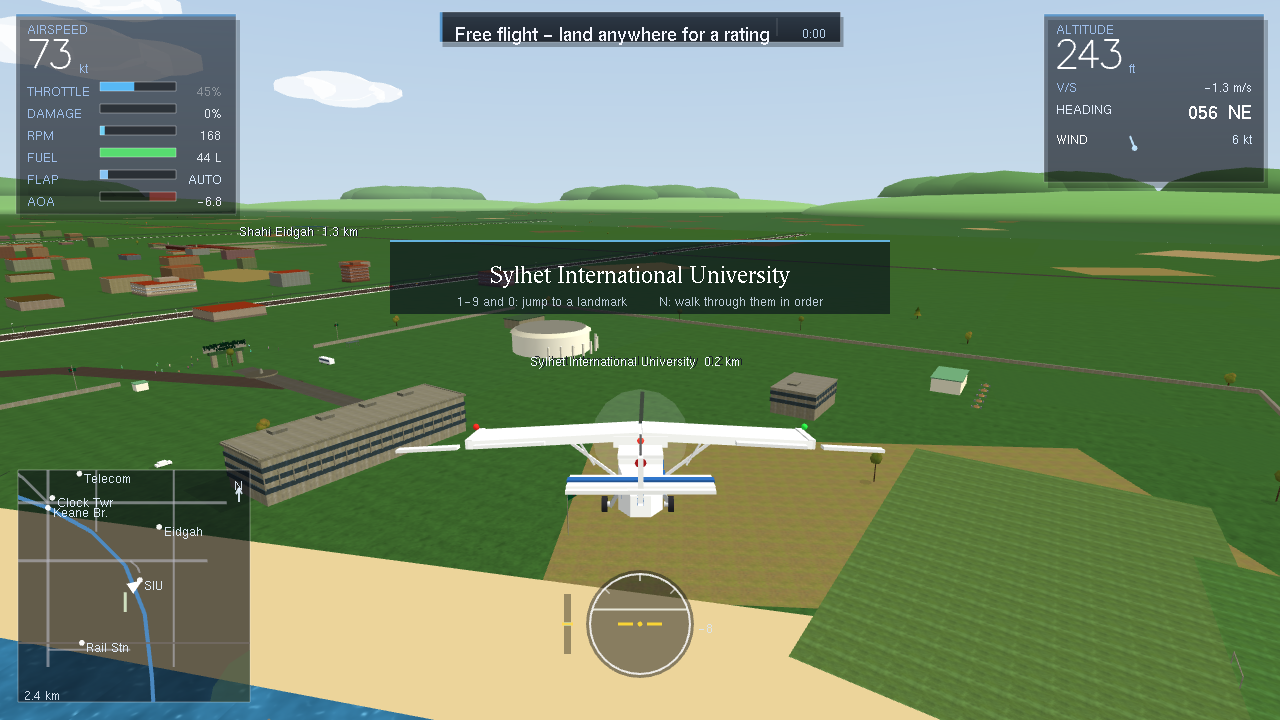 AIRSPEED
73 kt
THROTTLE 45%
DAMAGE 0%
RPM 168
FUEL 44 L
FLAP AUTO
AOA -6.8
Free flight – land anywhere for a rating 0:00
ALTITUDE
243 ft
V/S -1.3 m/s
HEADING 056 NE
WIND 6 kt
Shahi Eidgah 1.3 km
Sylhet International University
1-9 and 0: jump to a landmark N: walk through them in order
Sylhet International University 0.2 km
N
Telecom
Clock Twr
Keane Br.
Eidgah
SIU
Rail Stn
2.4 km
-8